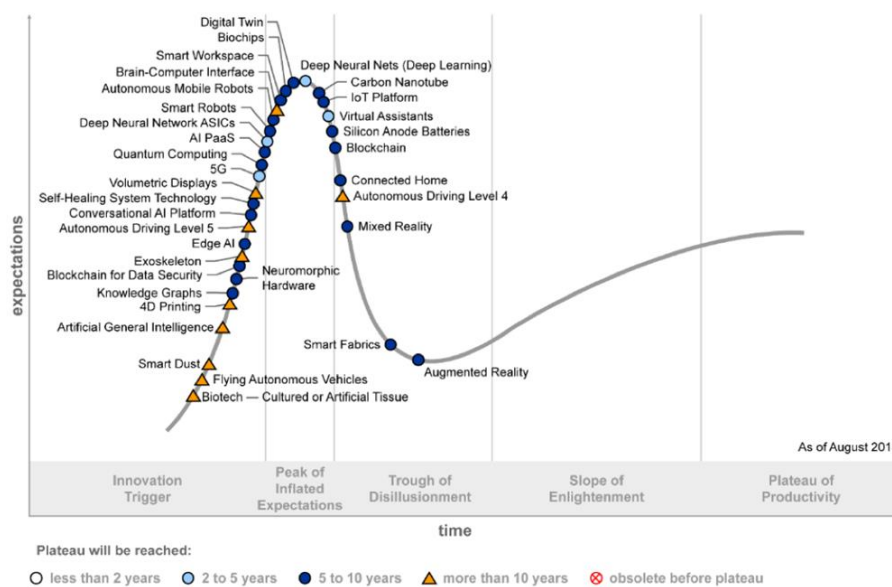 Digital Twin
Biochips
Smart Workspace
Brain-Computer Interface
Autonomous Mobile Robots
Smart Robots
Deep Neural Network ASICs
AI PaaS
Quantum Computing
5G
Volumetric Displays
Self-Healing System Technology
Conversational AI Platform
Autonomous Driving Level 5
Edge AI
Exoskeleton
Blockchain for Data Security
Neuromorphic
Hardware
Knowledge Graphs
4D Printing
Artificial General Intelligence
Smart Dust
Flying Autonomous Vehicles
Biotech — Cultured or Artificial Tissue
Deep Neural Nets (Deep Learning)
Carbon Nanotube
IoT Platform
Virtual Assistants
Silicon Anode Batteries
Blockchain
Connected Home
Autonomous Driving Level 4
Mixed Reality
Smart Fabrics
Augmented Reality
expectations
As of August 201
Innovation
Trigger
Peak of
Inflated
Expectations
Trough of
Disillusionment
Slope of
Enlightenment
Plateau of
Productivity
time
Plateau will be reached:
less than 2 years
2 to 5 years
5 to 10 years
more than 10 years
obsolete before plateau